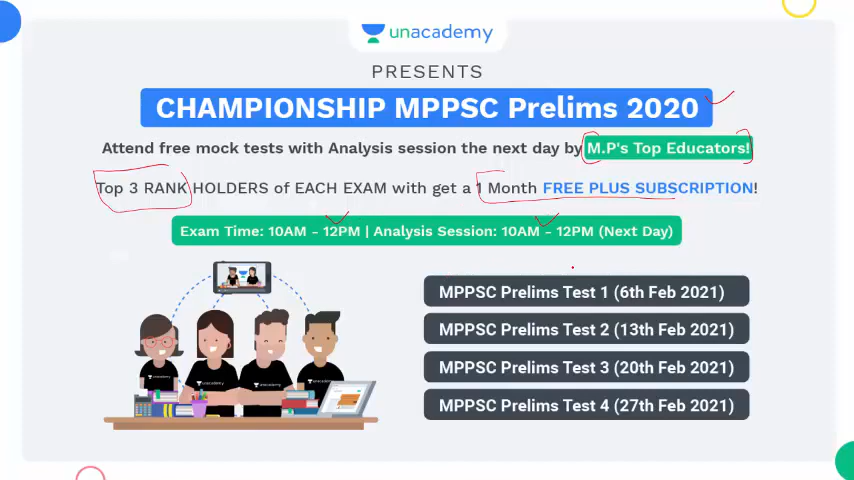 unacademy
PRESENTS
CHAMPIONSHIP MPPSC Prelims 2020
Attend free mock tests with Analysis session the next day by M.P's Top Educators!
Top 3 RANK HOLDERS of EACH EXAM with get a 1 Month FREE PLUS SUBSCRIPTION!
Exam Time: 10AM - 12PM | Analysis Session: 10AM - 12PM (Next Day)
MPPSC Prelims Test 1 (6th Feb 2021)
MPPSC Prelims Test 2 (13th Feb 2021)
MPPSC Prelims Test 3 (20th Feb 2021)
MPPSC Prelims Test 4 (27th Feb 2021)
unacademy
unacademy